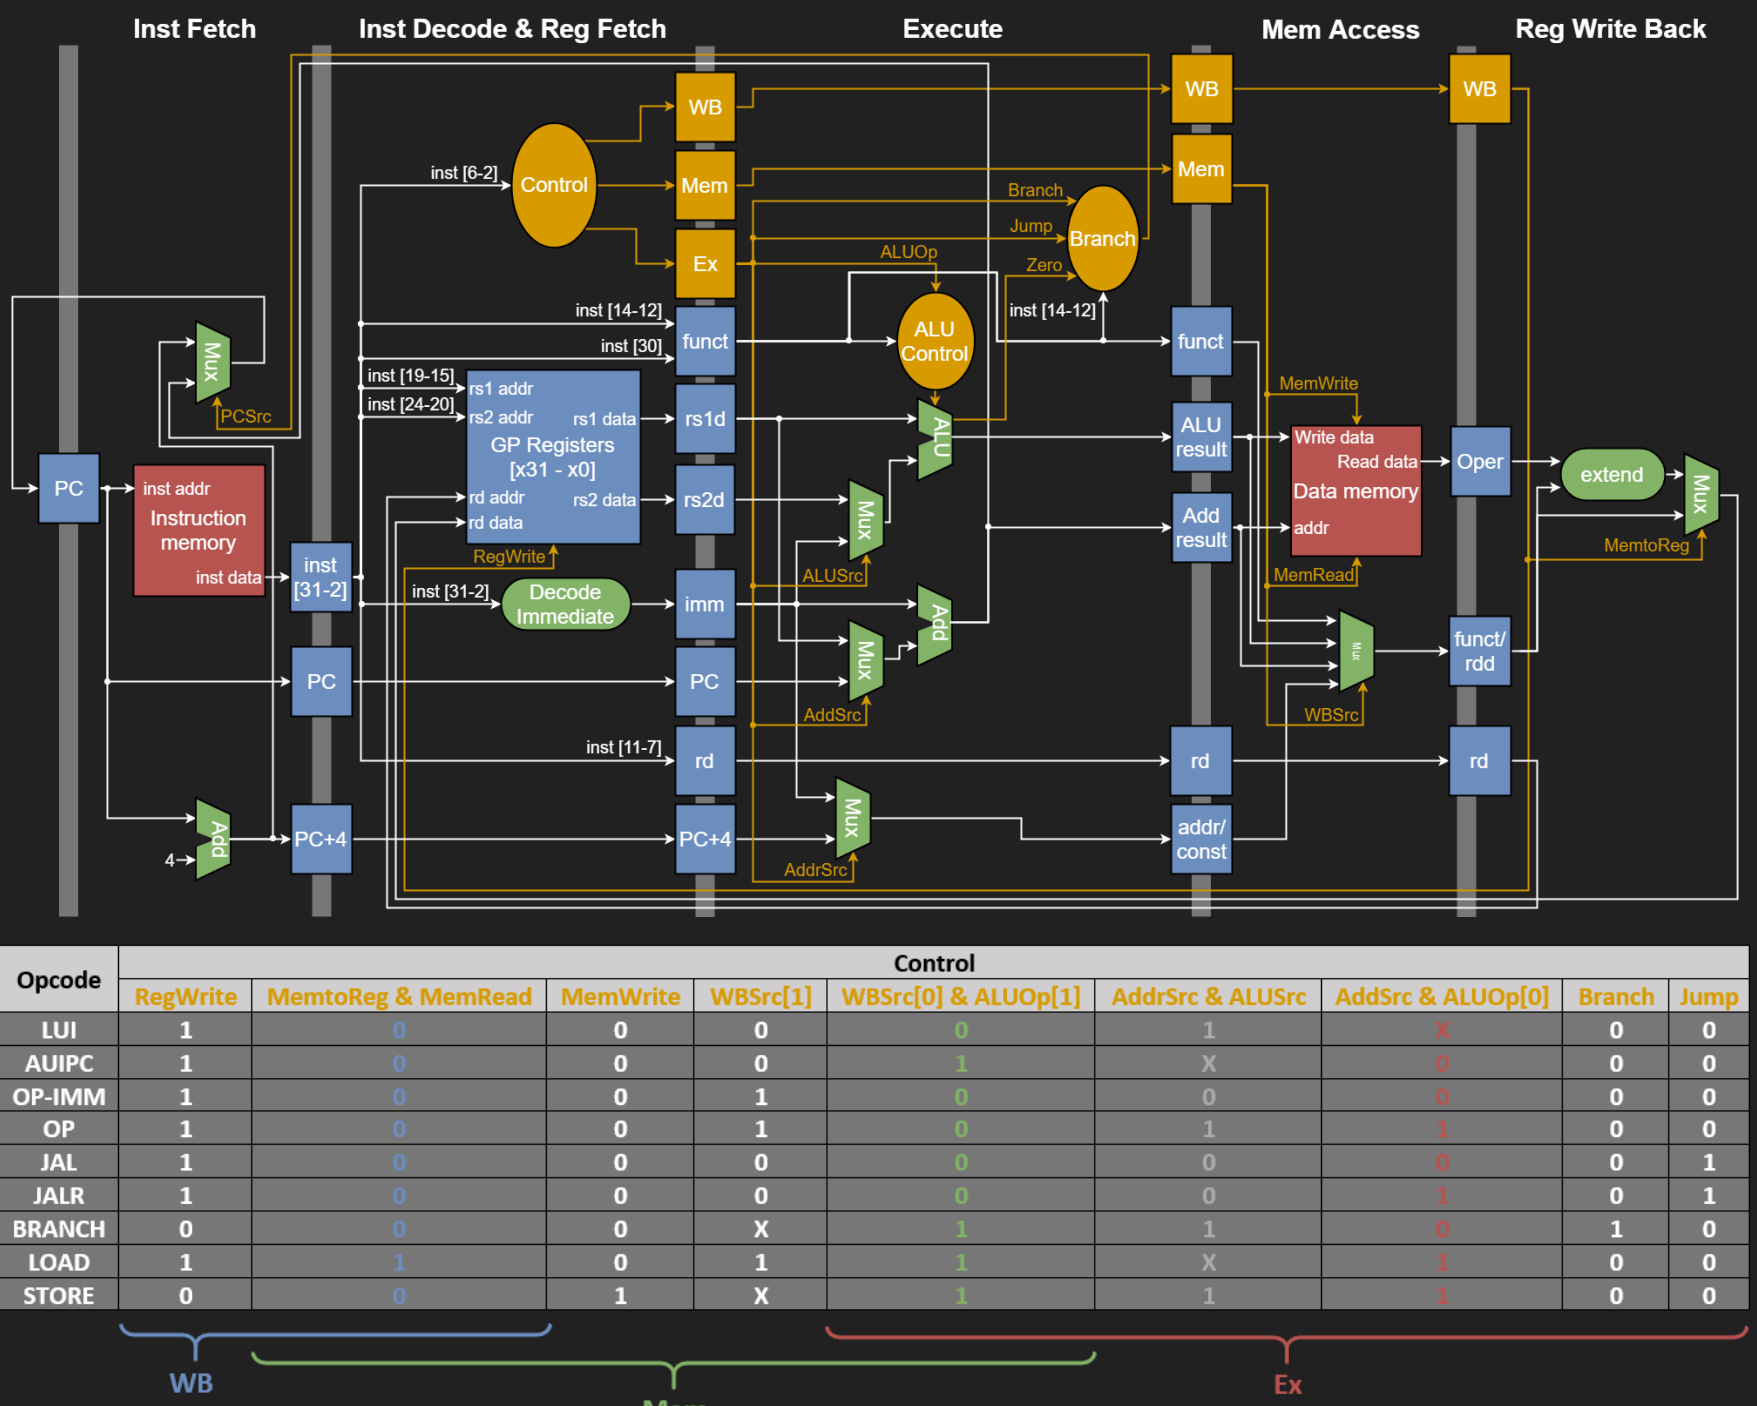 Inst Fetch
Inst Decode & Reg Fetch
Execute
Mem Access
Reg Write Back
WB
WB
WB
Control
inst [6-2]
Mem
Mem
Branch
Jump
Branch
Ex
ALUOp
Zero
inst [14-12]
inst [14-12]
inst [30]
funct
ALU
Control
funct
Mux
PCSrc
inst [19-15]
inst [24-20]
rs1 addr
rs2 addr
rs1 data
GP Registers
[x31 - x0]
rd addr
rs2 data
rd data
RegWrite
rs1d
rs2d
ALU
Mux
ALUSrc
ALU
result
Add
result
MemWrite
Write data
Read data
Data memory
addr
MemRead
Oper
extend
Mux
MemtoReg
PC
inst addr
Instruction
memory
inst data
inst
[31-2]
inst [31-2]
Decode
Immediate
imm
Add
Mux
AddSrc
Mux
WBSrc
funct/
rdd
PC
PC
inst [11-7]
rd
rd
rd
Add
4
PC+4
PC+4
Mux
AddrSrc
addr/
const
Opcode
Control
RegWrite MemtoReg & MemRead MemWrite WBSrc[1] WBSrc[0] & ALUOp[1] AddrSrc & ALUSrc AddSrc & ALUOp[0] Branch Jump
LUI 1 0 0 0 0 1 X 0 0
AUIPC 1 0 0 0 1 X 0 0 0
OP-IMM 1 0 0 1 0 0 0 0 0
OP 1 0 0 1 0 1 1 0 0
JAL 1 0 0 0 0 0 0 0 1
JALR 1 0 0 0 0 0 1 0 1
BRANCH 0 0 0 X 1 1 0 1 0
LOAD 1 1 0 1 1 X 1 0 0
STORE 0 0 1 X 1 1 1 0 0
WB
Ex